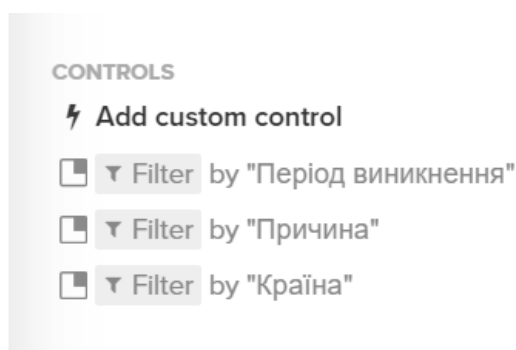 CONTROLS
Add custom control
Filter by "Період виникнення"
Filter by "Причина"
Filter by "Країна"